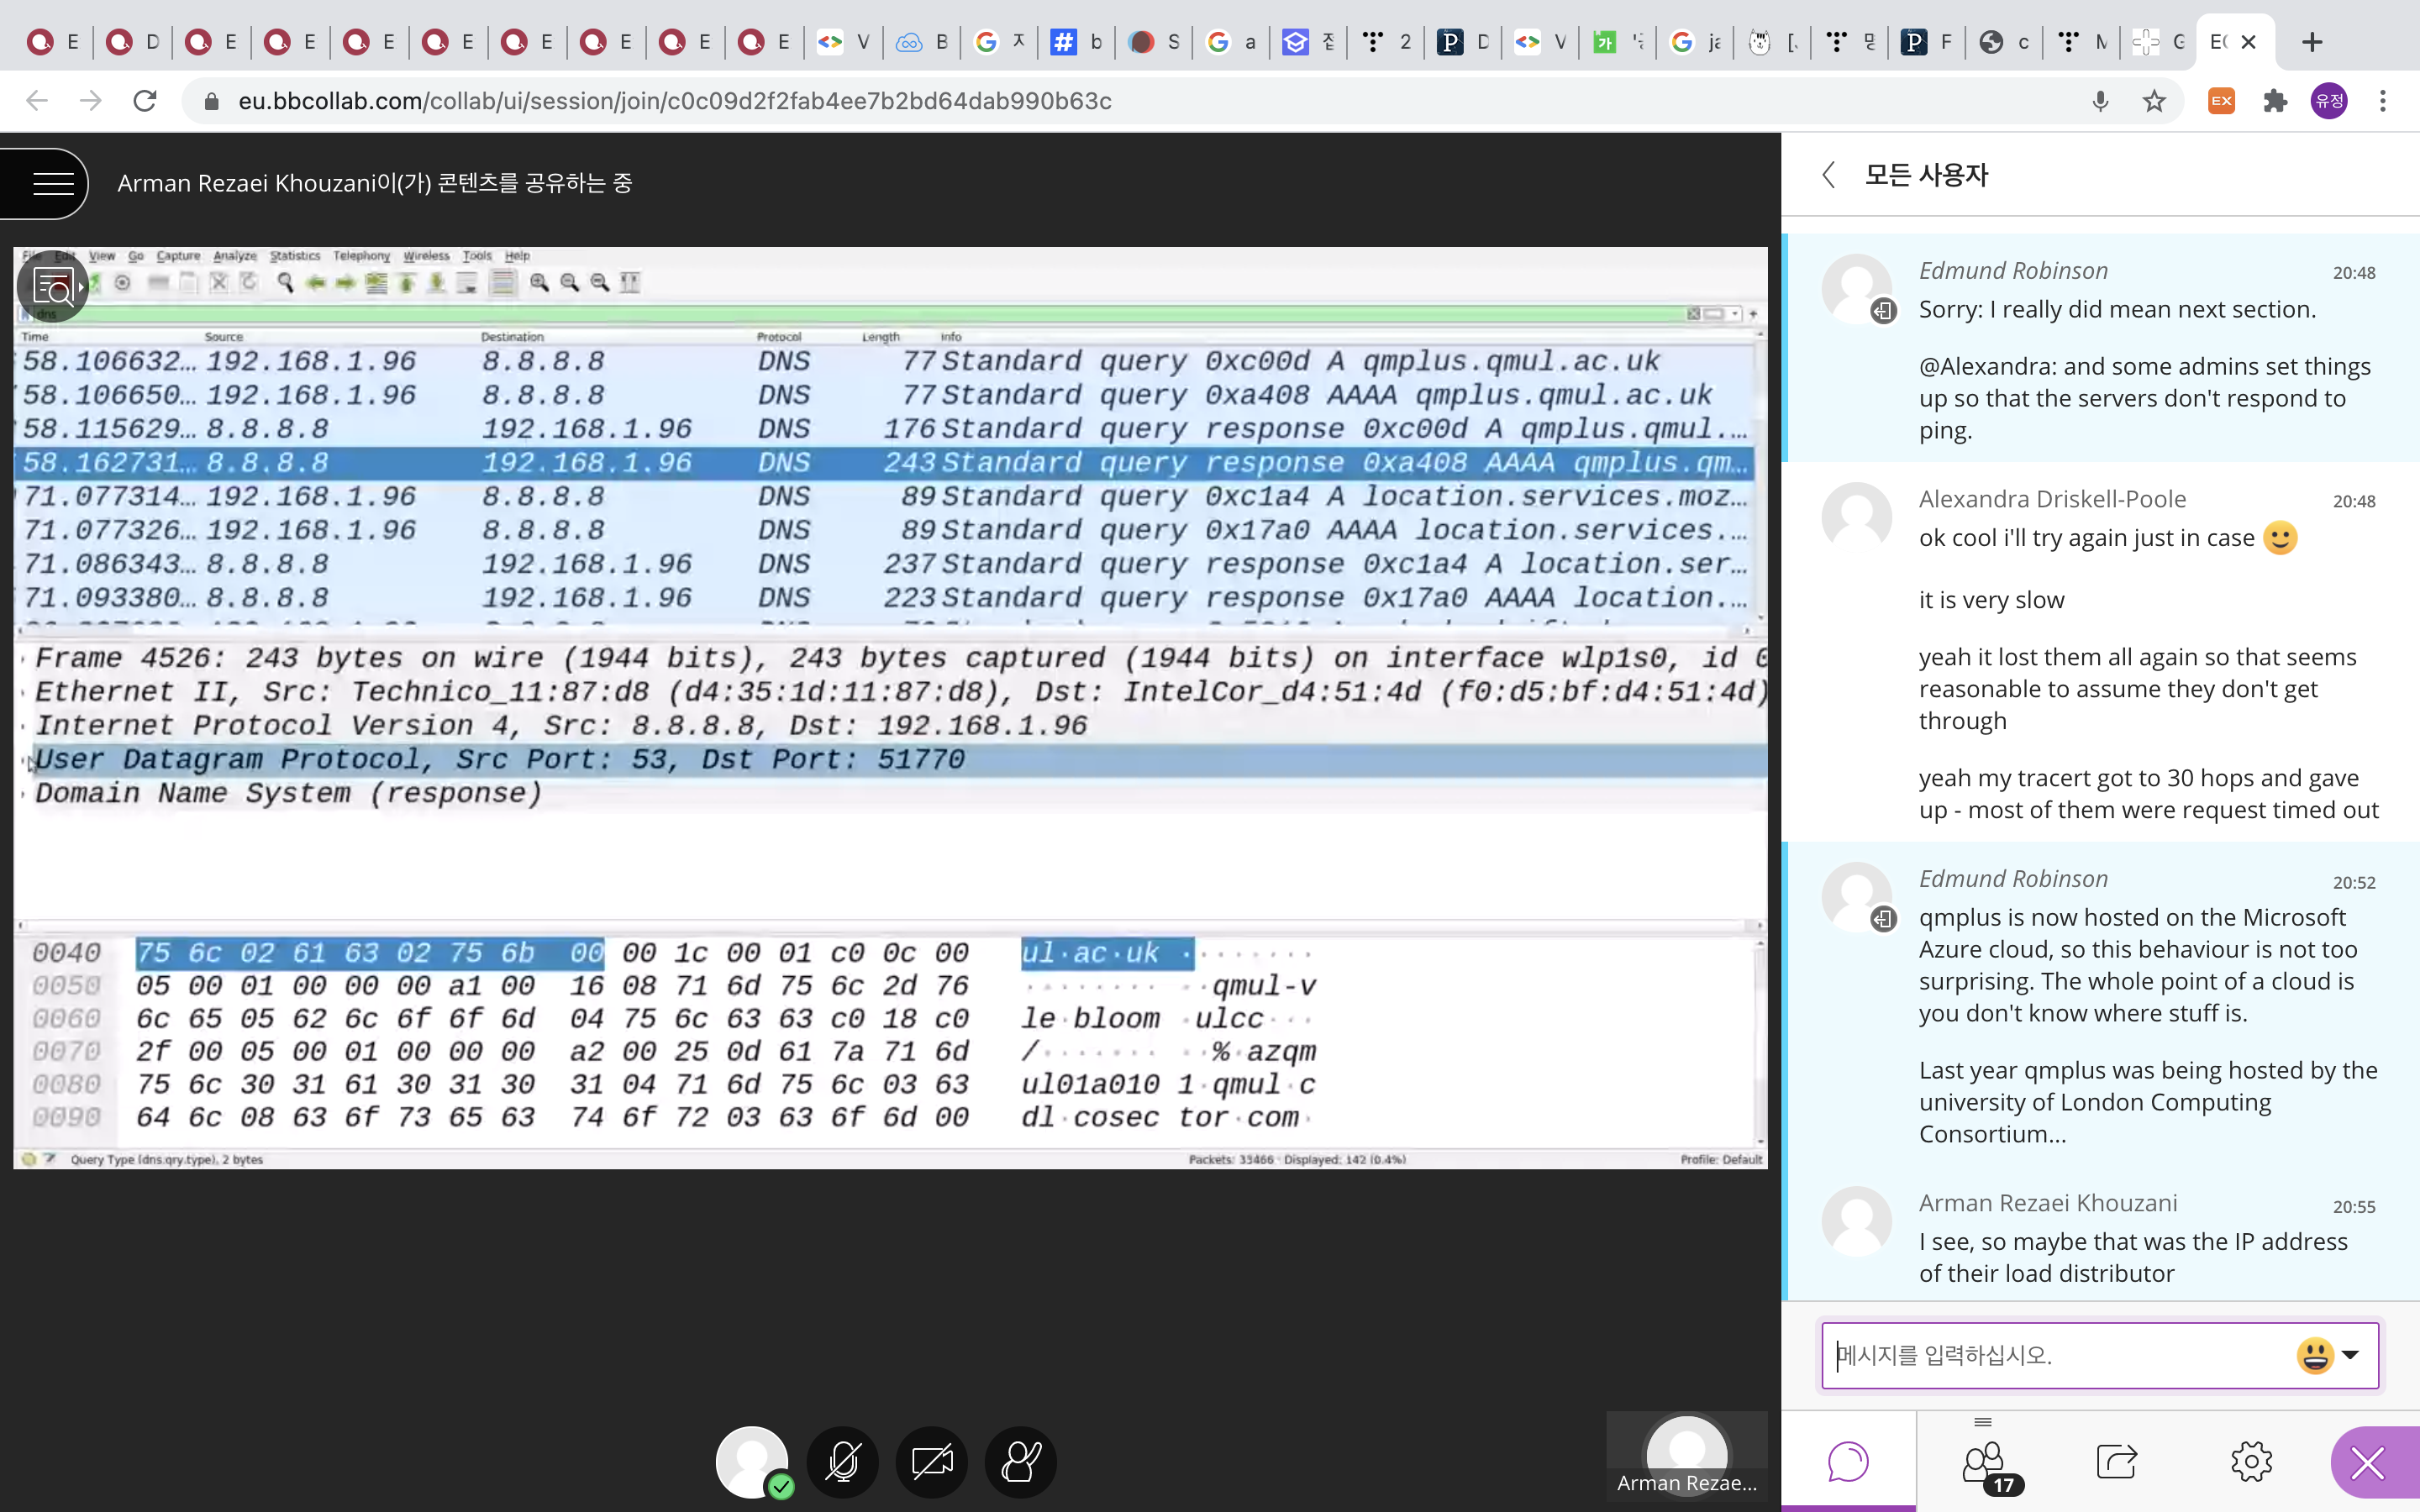 E D E E E E E E E E V B ㅈ b S a 2 D V F c M G
eu.bbcollab.com/collab/ui/session/join/c0c09d2f2fab4ee7b2bd64dab990b63c
EX
유정
Arman Rezaei Khouzani이(가) 콘텐츠를 공유하는 중
File Edit View Go Capture Analyze Statistics Telephony Wireless Tools Help
dns
Time Source Destination Protocol Length Info
58.106632… 192.168.1.96 8.8.8.8 DNS 77 Standard query 0xc00d A qmplus.qmul.ac.uk
58.106650… 192.168.1.96 8.8.8.8 DNS 77 Standard query 0xa408 AAAA qmplus.qmul.ac.uk
58.115629… 8.8.8.8 192.168.1.96 DNS 176 Standard query response 0xc00d A qmplus.qmul.…
58.162731… 8.8.8.8 192.168.1.96 DNS 243 Standard query response 0xa408 AAAA qmplus.qm…
71.077314… 192.168.1.96 8.8.8.8 DNS 89 Standard query 0xc1a4 A location.services.moz…
71.077326… 192.168.1.96 8.8.8.8 DNS 89 Standard query 0x17a0 AAAA location.services.…
71.086343… 8.8.8.8 192.168.1.96 DNS 237 Standard query response 0xc1a4 A location.ser…
71.093380… 8.8.8.8 192.168.1.96 DNS 223 Standard query response 0x17a0 AAAA location.…
Frame 4526: 243 bytes on wire (1944 bits), 243 bytes captured (1944 bits) on interface wlp1s0, id 0
Ethernet II, Src: Technico_11:87:d8 (d4:35:1d:11:87:d8), Dst: IntelCor_d4:51:4d (f0:d5:bf:d4:51:4d)
Internet Protocol Version 4, Src: 8.8.8.8, Dst: 192.168.1.96
User Datagram Protocol, Src Port: 53, Dst Port: 51770
Domain Name System (response)
0040 75 6c 02 61 63 02 75 6b 00 00 1c 00 01 c0 0c 00 ul·ac·uk ········
0050 05 00 01 00 00 00 a1 00 16 08 71 6d 75 6c 2d 76 ········ ··qmul-v
0060 6c 65 05 62 6c 6f 6f 6d 04 75 6c 63 63 c0 18 c0 le·bloom ·ulcc···
0070 2f 00 05 00 01 00 00 00 a2 00 25 0d 61 7a 71 6d /······· ··%·azqm
0080 75 6c 30 31 61 30 31 30 31 04 71 6d 75 6c 03 63 ul01a010 1·qmul·c
0090 64 6c 08 63 6f 73 65 63 74 6f 72 03 63 6f 6d 00 dl·cosec tor·com·
Query Type (dns.qry.type), 2 bytes Packets: 33466 · Displayed: 142 (0.4%) Profile: Default
Arman Rezae...
모든 사용자
Edmund Robinson 20:48
Sorry: I really did mean next section.
@Alexandra: and some admins set things
up so that the servers don't respond to
ping.
Alexandra Driskell-Poole 20:48
ok cool i'll try again just in case 🙂
it is very slow
yeah it lost them all again so that seems
reasonable to assume they don't get
through
yeah my tracert got to 30 hops and gave
up - most of them were request timed out
Edmund Robinson 20:52
qmplus is now hosted on the Microsoft
Azure cloud, so this behaviour is not too
surprising. The whole point of a cloud is
you don't know where stuff is.
Last year qmplus was being hosted by the
university of London Computing
Consortium...
Arman Rezaei Khouzani 20:55
I see, so maybe that was the IP address
of their load distributor
메시지를 입력하십시오.
17